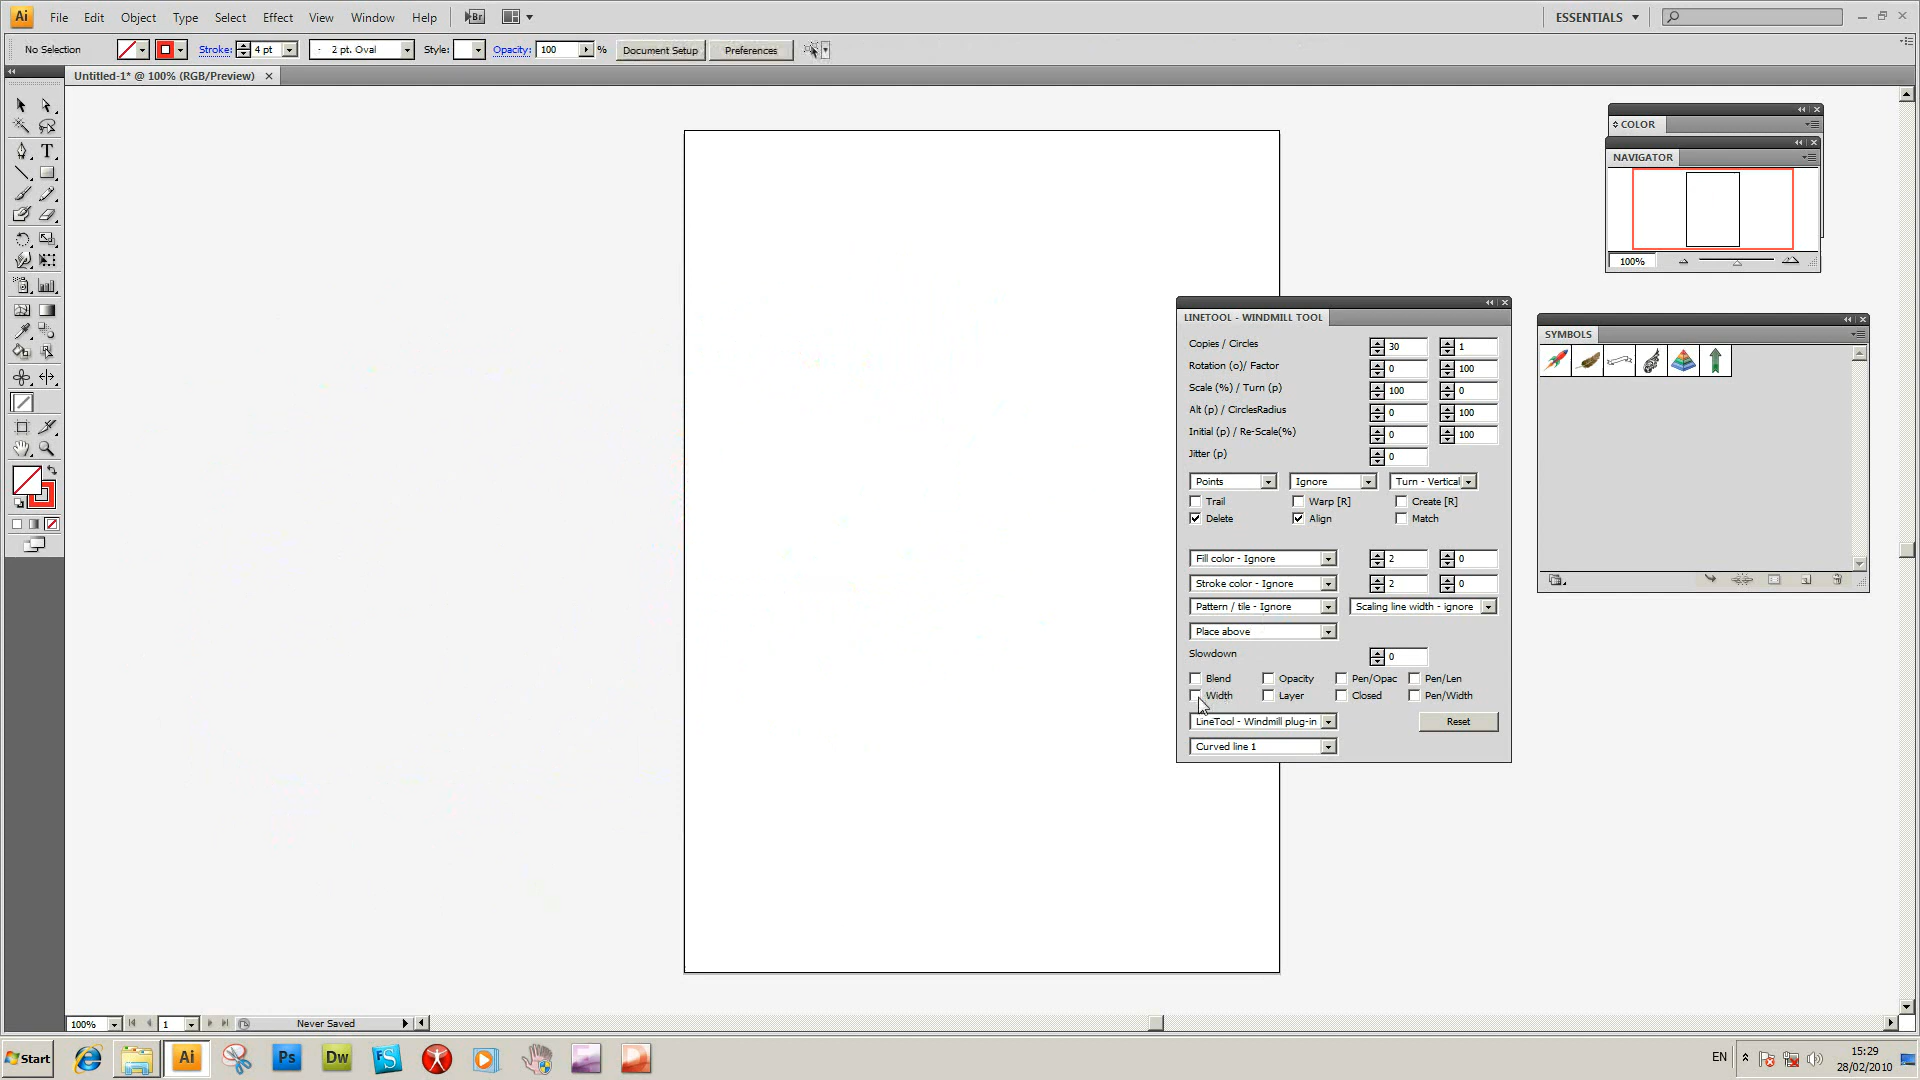 Ai File Edit Object Type Select Effect View Window Help Br ESSENTIALS
No Selection Stroke: 4 pt 2 pt. Oval Style: Opacity: 100 % Document Setup Preferences
Untitled-1* @ 100% (RGB/Preview)
COLOR
NAVIGATOR
100%
LINETOOL - WINDMILL TOOL
Copies / Circles 30 1
Rotation (o)/ Factor 0 100
Scale (%) / Turn (p) 100 0
Alt (p) / CirclesRadius 0 100
Initial (p) / Re-Scale(%) 0 100
Jitter (p) 0
Points Ignore Turn - Vertical
Trail Warp [R] Create [R]
Delete Align Match
Fill color - Ignore 2 0
Stroke color - Ignore 2 0
Pattern / tile - Ignore Scaling line width - ignore
Place above
Slowdown 0
Blend Opacity Pen/Opac Pen/Len
Width Layer Closed Pen/Width
LineTool - Windmill plug-in Reset
Curved line 1
SYMBOLS
T
100% 1 Never Saved
Start Ai Ps Dw FS EN 15:29
28/02/2010